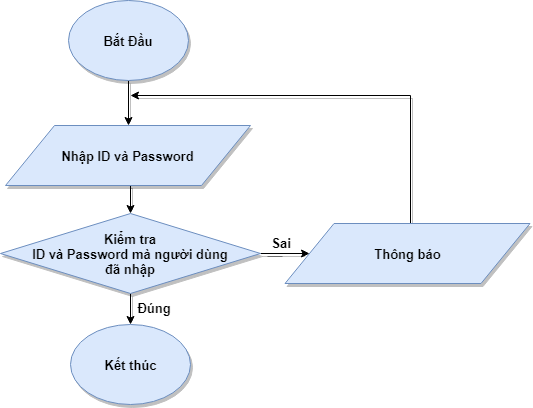 Bắt Đầu
Nhập ID và Password
Kiểm tra
ID và Password mà người dùng
đã nhập
Sai
Thông báo
Đúng
Kết thúc